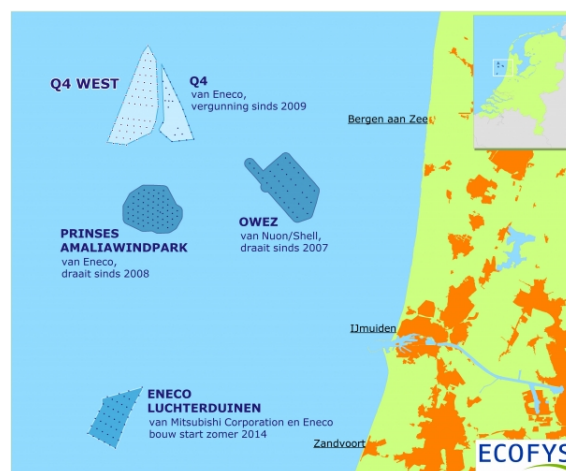 Q4 WEST
Q4
van Eneco,
vergunning sinds 2009
Bergen aan Zee
PRINSES
AMALIAWINDPARK
van Eneco,
draait sinds 2008
OWEZ
van Nuon/Shell,
draait sinds 2007
IJmuiden
ENECO
LUCHTERDUINEN
van Mitsubishi Corporation en Eneco
bouw start zomer 2014
Zandvoort
ECOFYS